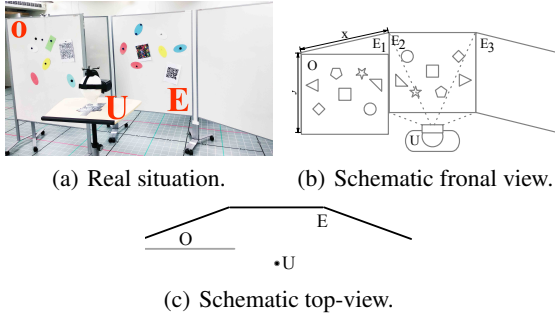 O
U
E
(a) Real situation.
x
E1
E2
E3
O
U
(b) Schematic fronal view.
O
E
U
(c) Schematic top-view.